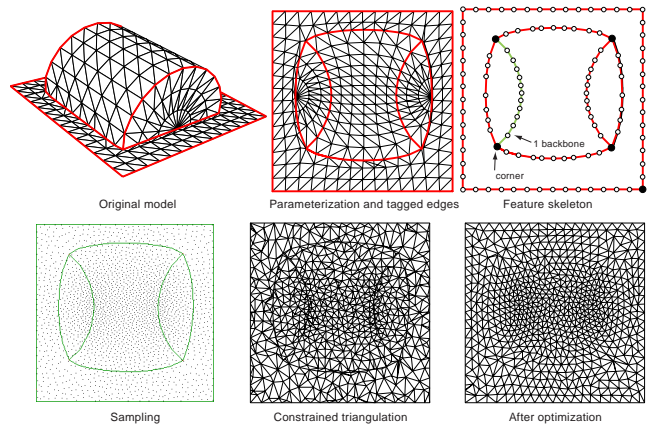 1 backbone
corner
Original model
Parameterization and tagged edges
Feature skeleton
Sampling
Constrained triangulation
After optimization